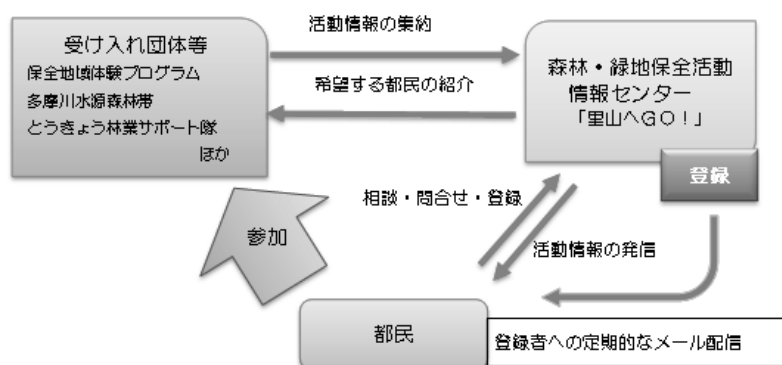 活動情報の集約
受け入れ団体等
保全地域体験プログラム
多摩川水源森林帯
とうきょう林業サポート隊
ほか
希望する都民の紹介
森林・緑地保全活動
情報センター
「里山へGO！」
登録
相談・問合せ・登録
参加
活動情報の発信
都民
登録者への定期的なメール配信